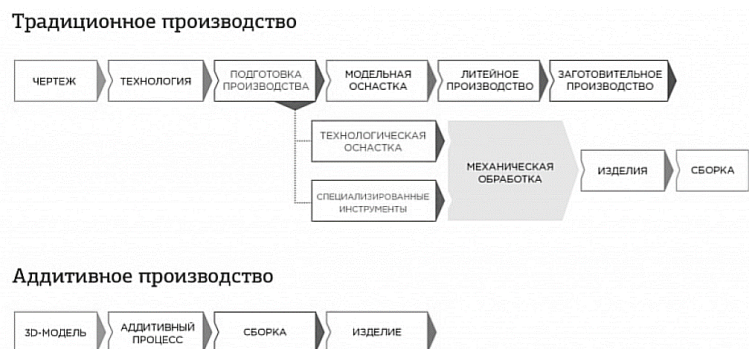 Традиционное производство
ЧЕРТЕЖ
ТЕХНОЛОГИЯ
ПОДГОТОВКА
ПРОИЗВОДСТВА
МОДЕЛЬНАЯ
ОСНАСТКА
ЛИТЕЙНОЕ
ПРОИЗВОДСТВО
ЗАГОТОВИТЕЛЬНОЕ
ПРОИЗВОДСТВО
ТЕХНОЛОГИЧЕСКАЯ
ОСНАСТКА
СПЕЦИАЛИЗИРОВАННЫЕ
ИНСТРУМЕНТЫ
МЕХАНИЧЕСКАЯ
ОБРАБОТКА
ИЗДЕЛИЯ
СБОРКА
Аддитивное производство
3D-МОДЕЛЬ
АДДИТИВНЫЙ
ПРОЦЕСС
СБОРКА
ИЗДЕЛИЕ